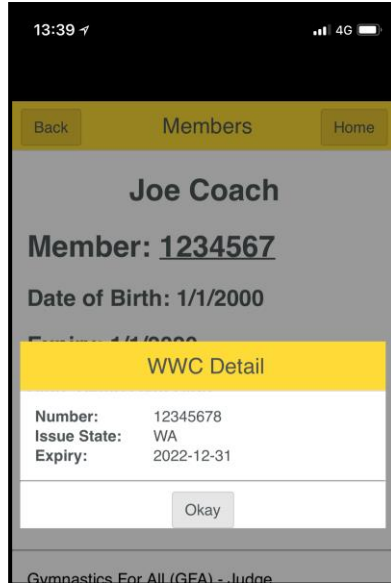 13:39
4G
Back Members Home
Joe Coach
Member: 1234567
Date of Birth: 1/1/2000
WWC Detail
Number: 12345678
Issue State: WA
Expiry: 2022-12-31
Okay
Gymnastics For All (GFA) - Judge